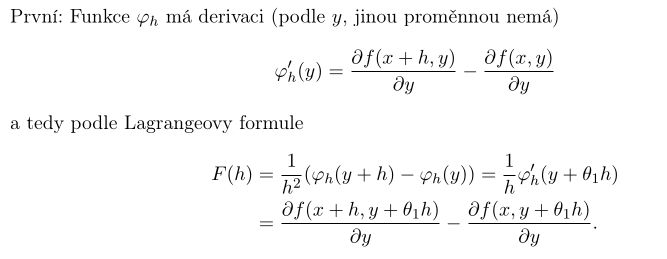 První: Funkce φ_h má derivaci (podle y, jinou proměnnou nemá)
φ′_h(y) = ∂f(x + h, y)/∂y − ∂f(x, y)/∂y
a tedy podle Lagrangeovy formule
F(h) = 1/h² (φ_h(y + h) − φ_h(y)) = 1/h φ′_h(y + θ₁h)
= ∂f(x + h, y + θ₁h)/∂y − ∂f(x, y + θ₁h)/∂y.